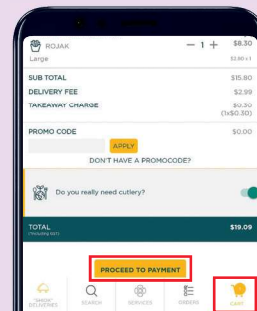 ROJAK − 1 + $8.30
Large
SUB TOTAL $15.80
DELIVERY FEE $2.99
TAKEAWAY CHARGE $0.30
(1x$0.30)
PROMO CODE $0.00
APPLY
DON'T HAVE A PROMOCODE?
Do you really need cutlery?
TOTAL $19.09
PROCEED TO PAYMENT
DELIVERIES SEARCH SERVICES ORDERS CART